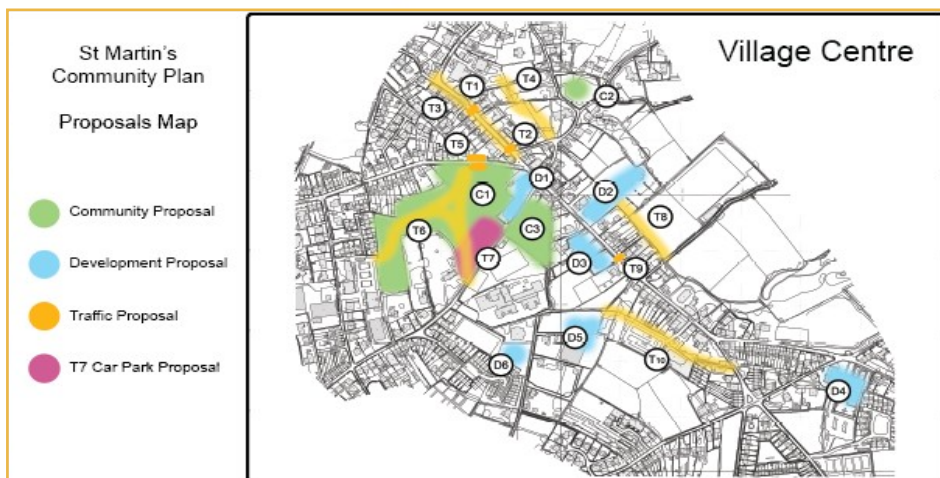 St Martin's
Community Plan
Proposals Map
Community Proposal
Development Proposal
Traffic Proposal
T7 Car Park Proposal
Village Centre
T1
T4
T3
C2
T2
T5
D1
C1
D2
T6
C3
T8
T7
D3
T9
D5
D6
T10
D4